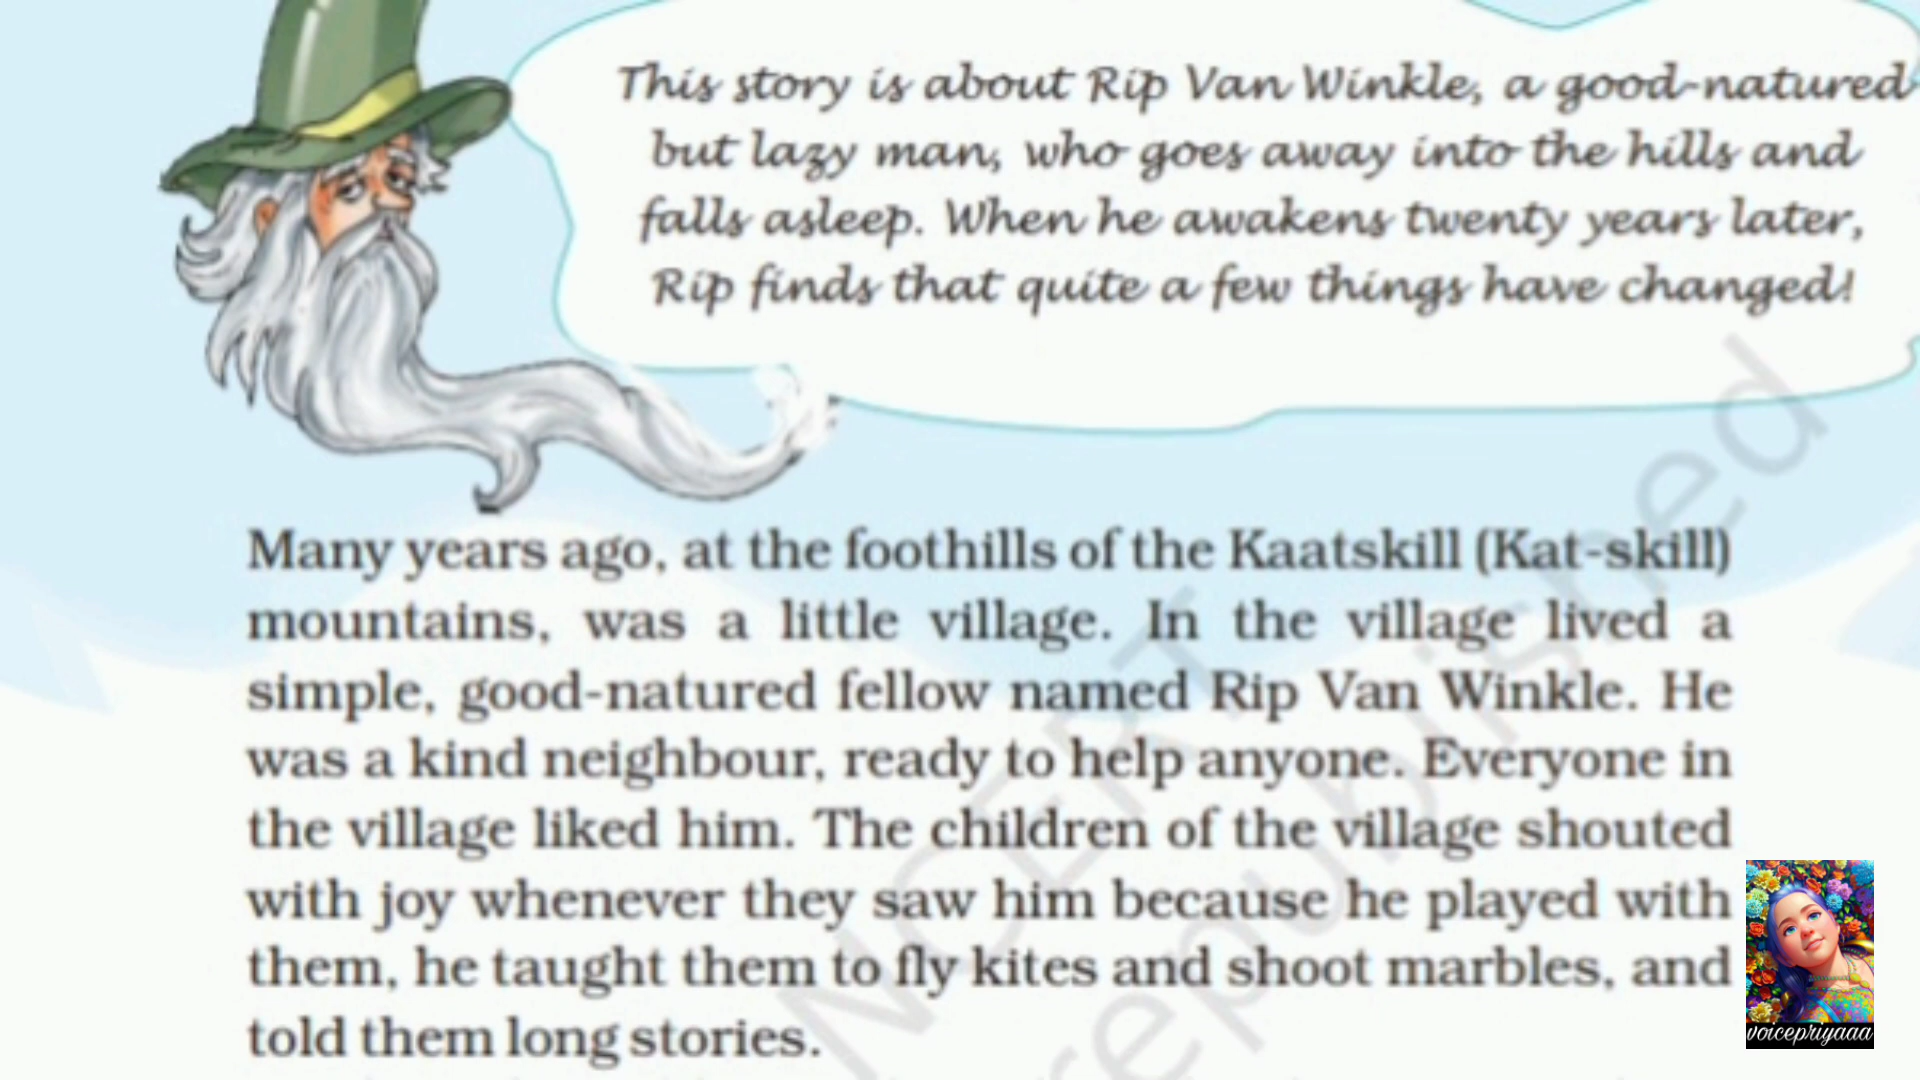 This story is about Rip Van Winkle, a good-natured
but lazy man, who goes away into the hills and
falls asleep. When he awakens twenty years later,
Rip finds that quite a few things have changed!
Many years ago, at the foothills of the Kaatskill (Kat-skill)
mountains, was a little village. In the village lived a
simple, good-natured fellow named Rip Van Winkle. He
was a kind neighbour, ready to help anyone. Everyone in
the village liked him. The children of the village shouted
with joy whenever they saw him because he played with
them, he taught them to fly kites and shoot marbles, and
told them long stories.
NCERT
republished
voicepriyaaa